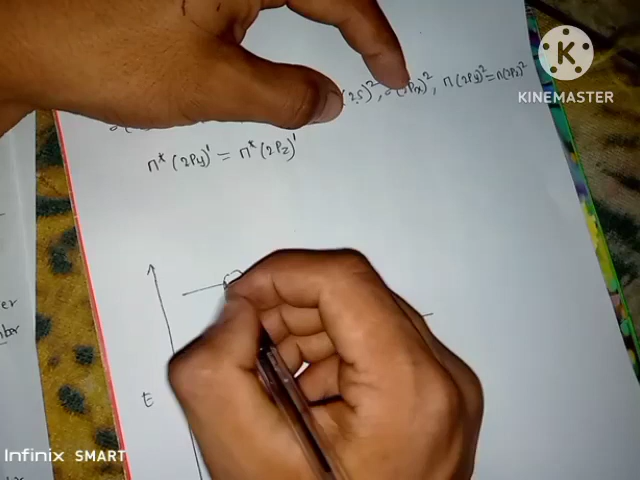 (2S)², σ(2Px)², π(2Py)²=π(2Pz)²
π*(2Py)¹ = π*(2Pz)¹
E
KINEMASTER
Infinix SMART